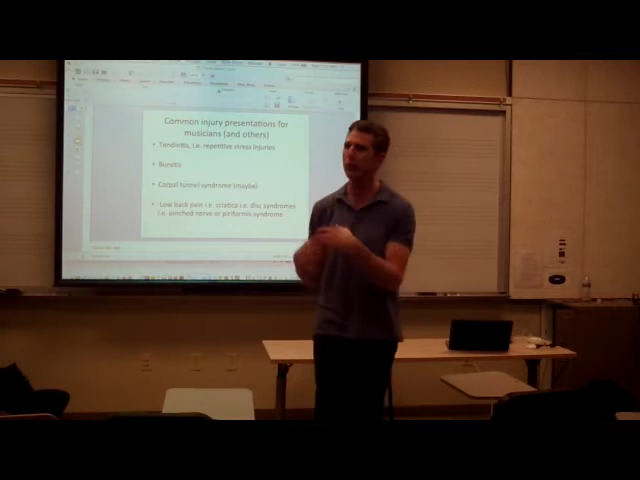 Common injury presentations for
musicians (and others)
• Tendinitis, i.e. repetitive stress injuries
• Bursitis
• Carpal tunnel syndrome (maybe)
• Low back pain i.e. sciatica i.e. disc syndromes
i.e. pinched nerve or piriformis syndrome